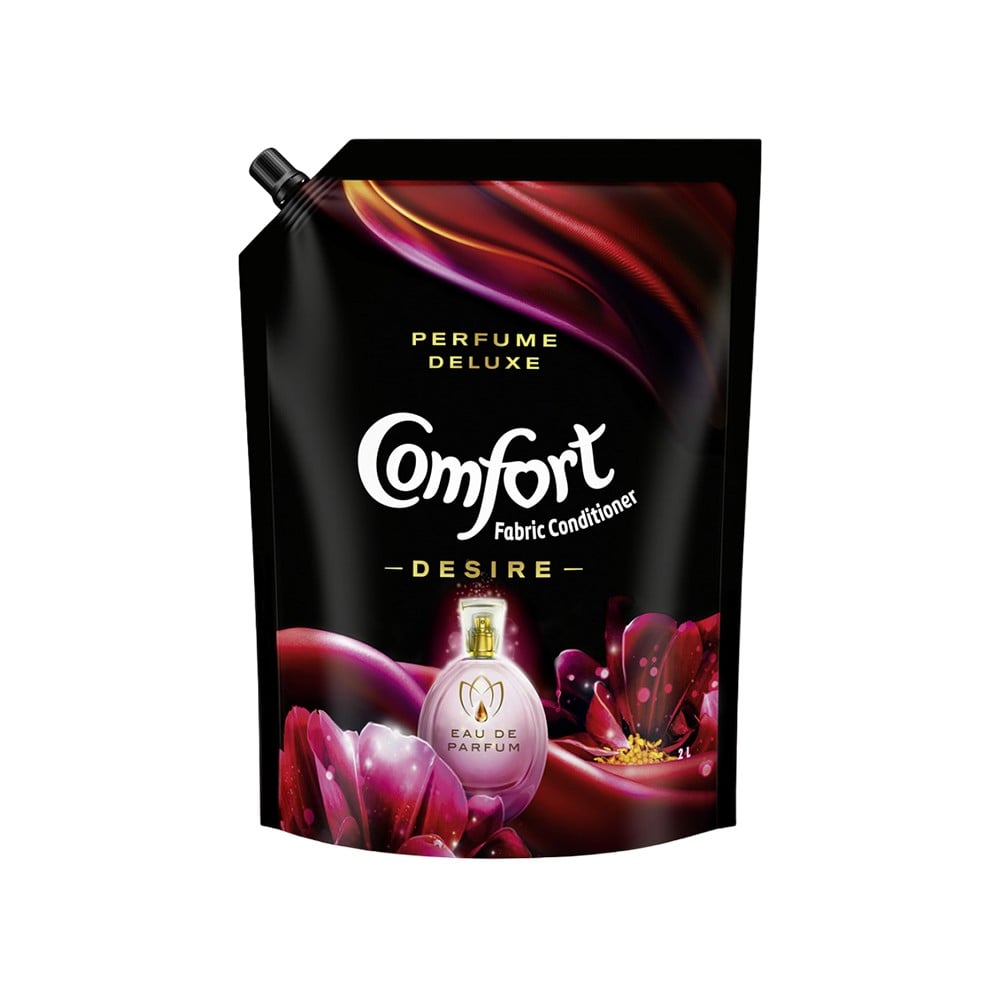 PERFUME
DELUXE
Comfort
Fabric Conditioner
DESIRE
EAU DE
PARFUM
2 L